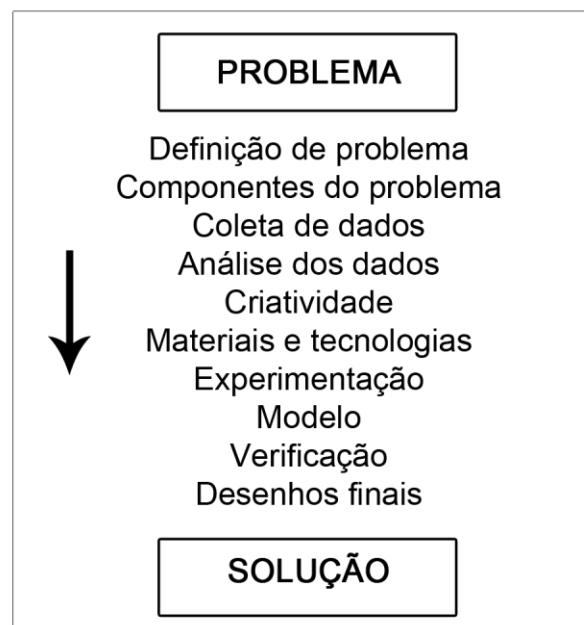 PROBLEMA
Definição de problema
Componentes do problema
Coleta de dados
Análise dos dados
Criatividade
Materiais e tecnologias
Experimentação
Modelo
Verificação
Desenhos finais
SOLUÇÃO